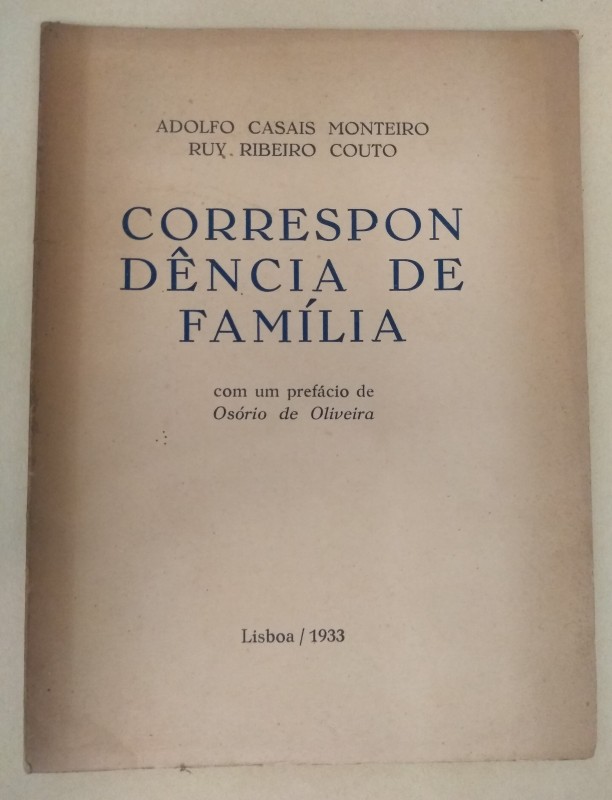 ADOLFO CASAIS MONTEIRO
RUY RIBEIRO COUTO
CORRESPON
DÊNCIA DE
FAMÍLIA
com um prefácio de
Osório de Oliveira
Lisboa / 1933